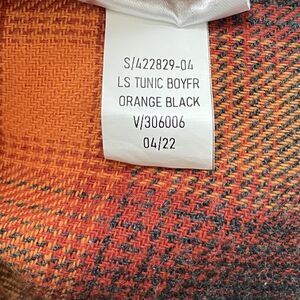 S/422829-04
LS TUNIC BOYFR
ORANGE BLACK
V/306006
04/22